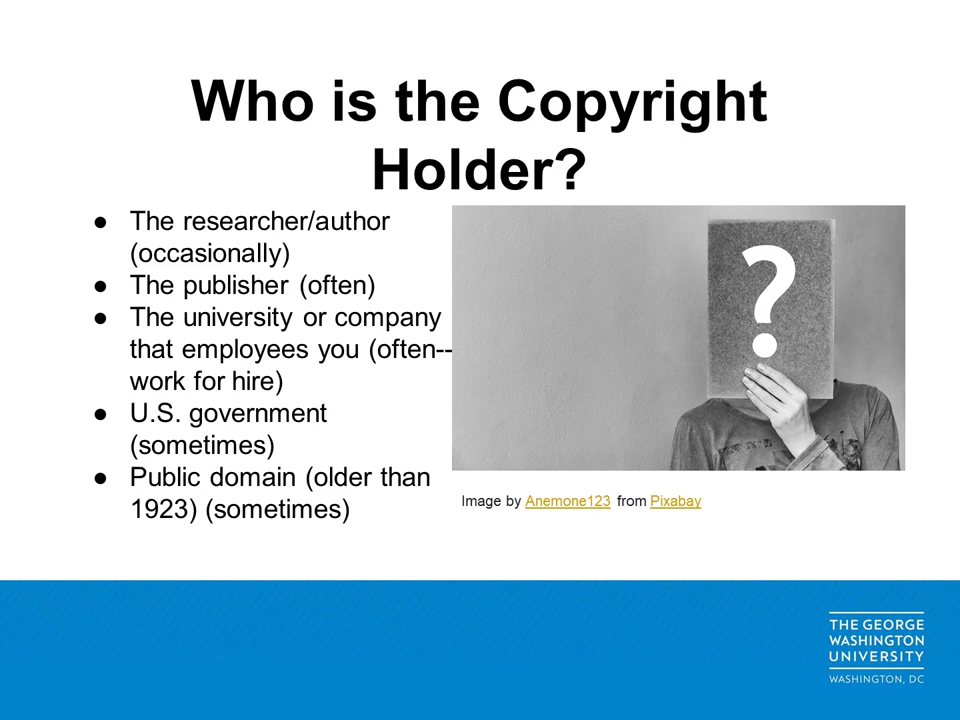 Who is the Copyright
Holder?
● The researcher/author
(occasionally)
● The publisher (often)
● The university or company
that employees you (often--
work for hire)
● U.S. government
(sometimes)
● Public domain (older than
1923) (sometimes)
?
Image by Anemone123 from Pixabay
THE GEORGE
WASHINGTON
UNIVERSITY
WASHINGTON, DC